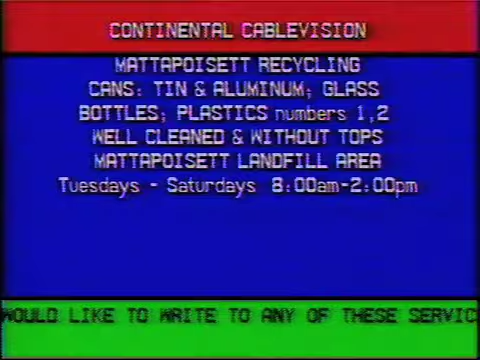 CONTINENTAL CABLEVISION
MATTAPOISETT RECYCLING
CANS: TIN & ALUMINUM; GLASS
BOTTLES; PLASTICS numbers 1,2
WELL CLEANED & WITHOUT TOPS
MATTAPOISETT LANDFILL AREA
Tuesdays - Saturdays 8:00am-2:00pm
WOULD LIKE TO WRITE TO ANY OF THESE SERVIC